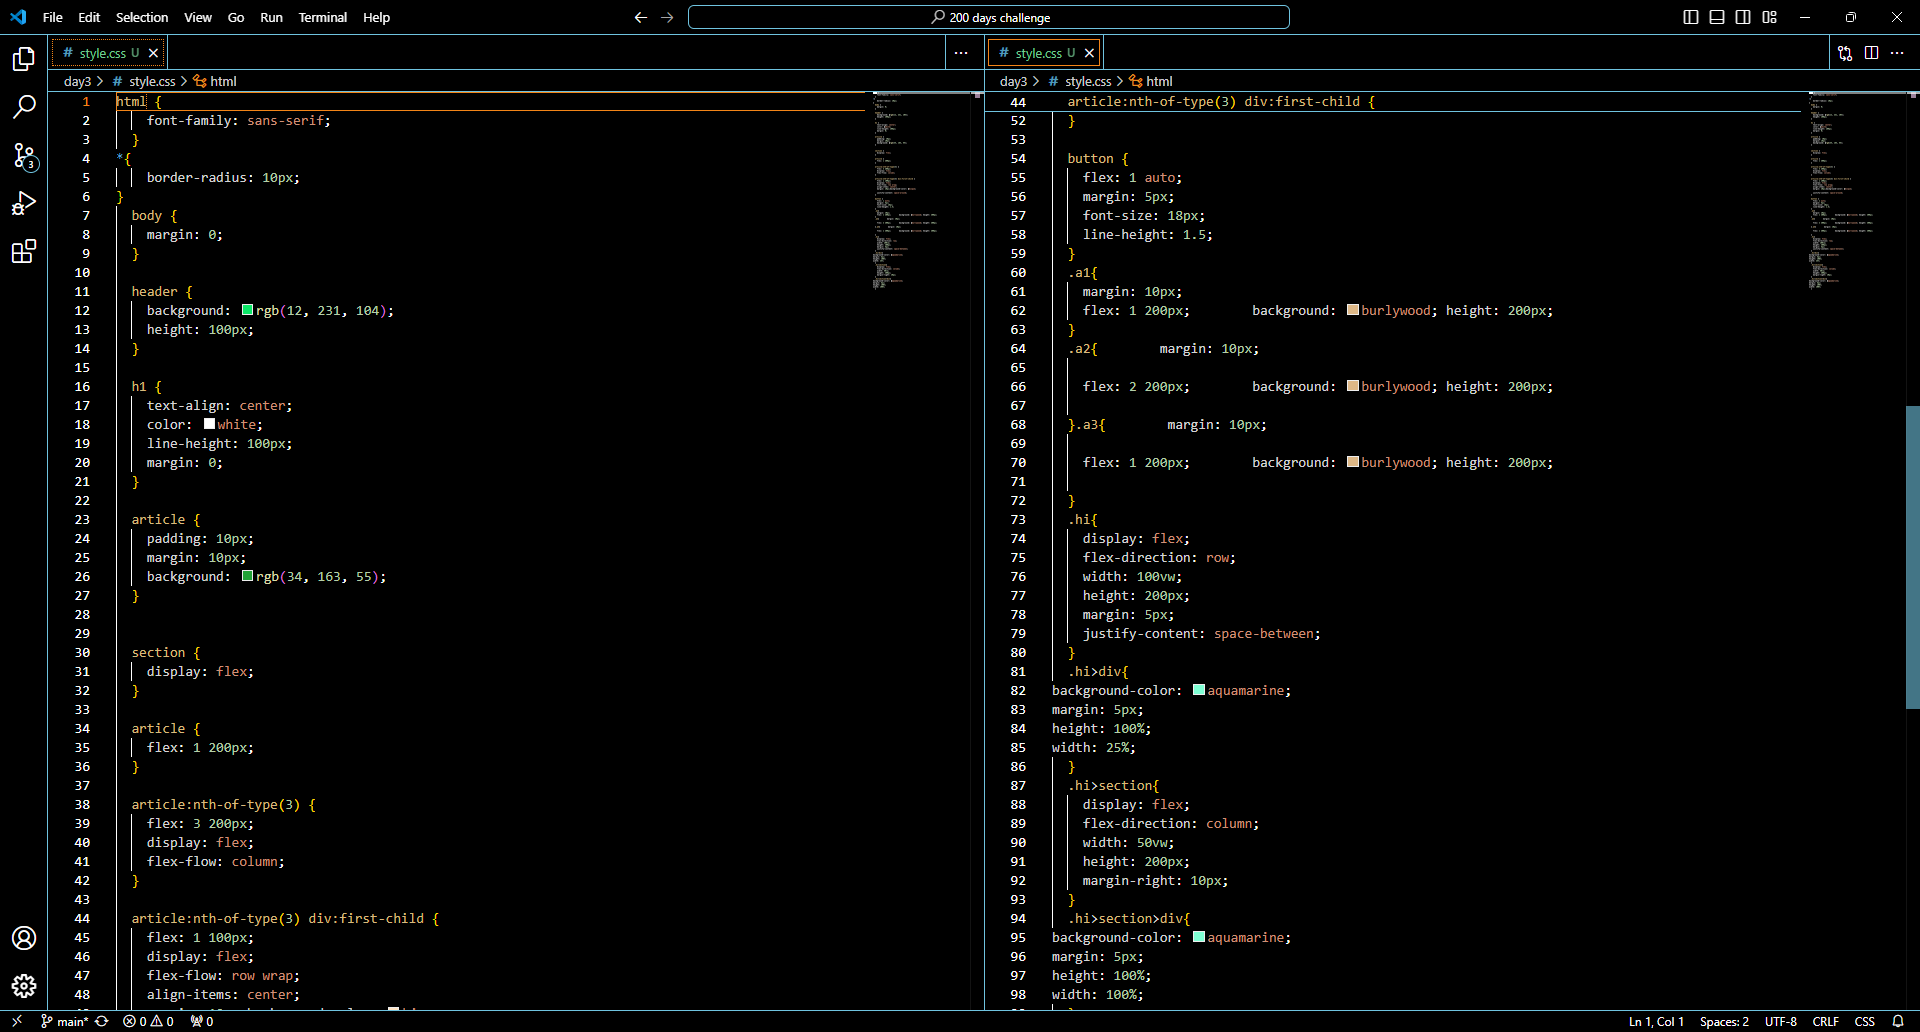 File Edit Selection View Go Run Terminal Help
200 days challenge
# style.css U
day3 > # style.css > html
1 html {
2 font-family: sans-serif;
3 }
4 *{
5 border-radius: 10px;
6 }
7 body {
8 margin: 0;
9 }
10
11 header {
12 background: rgb(12, 231, 104);
13 height: 100px;
14 }
15
16 h1 {
17 text-align: center;
18 color: white;
19 line-height: 100px;
20 margin: 0;
21 }
22
23 article {
24 padding: 10px;
25 margin: 10px;
26 background: rgb(34, 163, 55);
27 }
28
29
30 section {
31 display: flex;
32 }
33
34 article {
35 flex: 1 200px;
36 }
37
38 article:nth-of-type(3) {
39 flex: 3 200px;
40 display: flex;
41 flex-flow: column;
42 }
43
44 article:nth-of-type(3) div:first-child {
45 flex: 1 100px;
46 display: flex;
47 flex-flow: row wrap;
48 align-items: center;
# style.css U
day3 > # style.css > html
44 article:nth-of-type(3) div:first-child {
52 }
53
54 button {
55 flex: 1 auto;
56 margin: 5px;
57 font-size: 18px;
58 line-height: 1.5;
59 }
60 .a1{
61 margin: 10px;
62 flex: 1 200px; background: burlywood; height: 200px;
63 }
64 .a2{ margin: 10px;
65
66 flex: 2 200px; background: burlywood; height: 200px;
67
68 }.a3{ margin: 10px;
69
70 flex: 1 200px; background: burlywood; height: 200px;
71
72 }
73 .hi{
74 display: flex;
75 flex-direction: row;
76 width: 100vw;
77 height: 200px;
78 margin: 5px;
79 justify-content: space-between;
80 }
81 .hi>div{
82 background-color: aquamarine;
83 margin: 5px;
84 height: 100%;
85 width: 25%;
86 }
87 .hi>section{
88 display: flex;
89 flex-direction: column;
90 width: 50vw;
91 height: 200px;
92 margin-right: 10px;
93 }
94 .hi>section>div{
95 background-color: aquamarine;
96 margin: 5px;
97 height: 100%;
98 width: 100%;
3
main* 0 0 0
Ln 1, Col 1 Spaces: 2 UTF-8 CRLF CSS